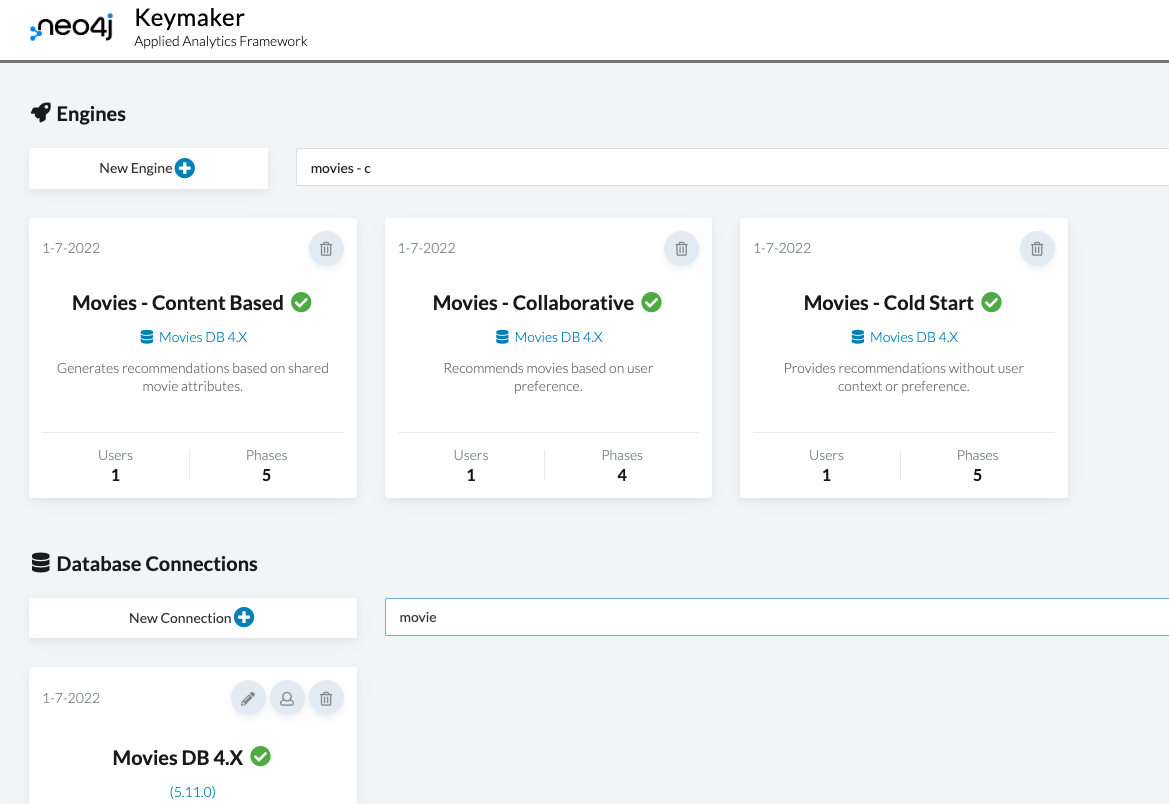 neo4j
Keymaker
Applied Analytics Framework
Engines
New Engine
movies - c
1-7-2022
Movies - Content Based
Movies DB 4.X
Generates recommendations based on shared
movie attributes.
Users
1
Phases
5
1-7-2022
Movies - Collaborative
Movies DB 4.X
Recommends movies based on user
preference.
Users
1
Phases
4
1-7-2022
Movies - Cold Start
Movies DB 4.X
Provides recommendations without user
context or preference.
Users
1
Phases
5
Database Connections
New Connection
movie
1-7-2022
Movies DB 4.X
(5.11.0)